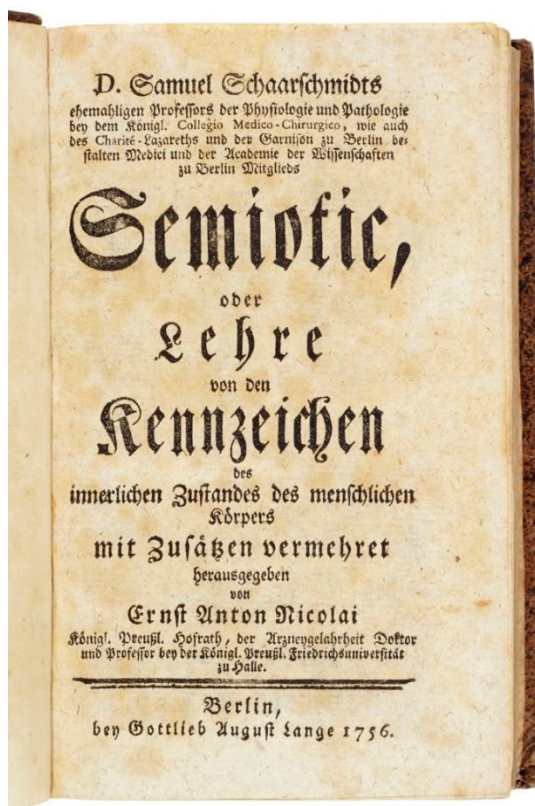 D. Samuel Schaarschmidts
ehemahligen Professors der Physiologie und Pathologie
bey dem Königl. Collegio Medico-Chirurgico, wie auch
des Charité-Lazareths und der Garnison zu Berlin be-
stalten Medici und der Academie der Wissenschaften
zu Berlin Mitglieds
Semiotic,
oder
Lehre
von den
Kennzeichen
des
innerlichen Zustandes des menschlichen
Körpers
mit Zusätzen vermehret
herausgegeben
von
Ernst Anton Nicolai
Königl. Preußl. Hofrath, der Arzneygelahrheit Doktor
und Professor bey der Königl. Preußl. Friedrichsuniversität
zu Halle.
Berlin,
bey Gottlieb August Lange 1756.